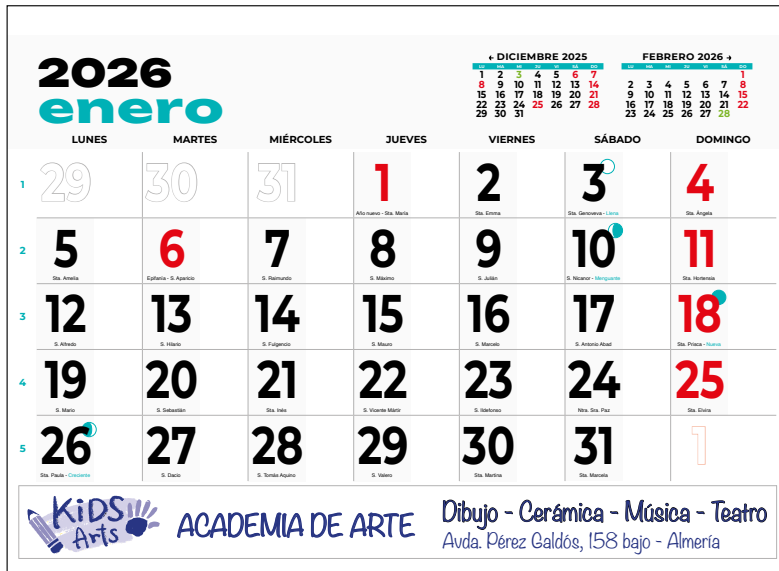 2026
enero
← DICIEMBRE 2025
LU MA MI JU VI SÁ DO
1 2 3 4 5 6 7
8 9 10 11 12 13 14
15 16 17 18 19 20 21
22 23 24 25 26 27 28
29 30 31
FEBRERO 2026 →
LU MA MI JU VI SÁ DO
1
2 3 4 5 6 7 8
9 10 11 12 13 14 15
16 17 18 19 20 21 22
23 24 25 26 27 28
LUNES MARTES MIÉRCOLES JUEVES VIERNES SÁBADO DOMINGO
1 29 30 31 1 2 3 4
Año nuevo - Sta. María Sta. Emma Sta. Genoveva - Llena Sta. Ángela
2 5 6 7 8 9 10 11
Sta. Amelia Epifanía - S. Aparicio S. Raimundo S. Máximo S. Julián S. Nicanor - Menguante Sta. Hortensia
3 12 13 14 15 16 17 18
S. Alfredo S. Hilario S. Fulgencio S. Mauro S. Marcelo S. Antonio Abad Sta. Prisca - Nueva
4 19 20 21 22 23 24 25
S. Mario S. Sebastián Sta. Inés S. Vicente Mártir S. Ildefonso Ntra. Sra. Paz Sta. Elvira
5 26 27 28 29 30 31 1
Sta. Paula - Creciente S. Dacio S. Tomás Aquino S. Valero Sta. Martina Sta. Marcela
KiDS
Arts
ACADEMIA DE ARTE
Dibujo - Cerámica - Música - Teatro
Avda. Pérez Galdós, 158 bajo - Almería